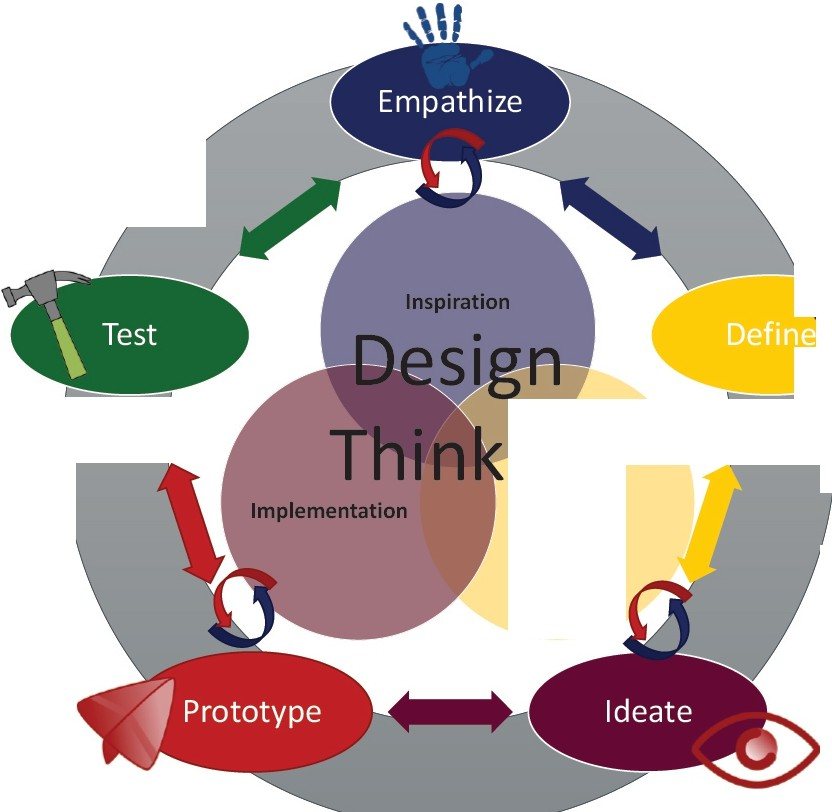 Empathize
Inspiration
Test
Define
Design
Think
Implementation
Prototype
Ideate